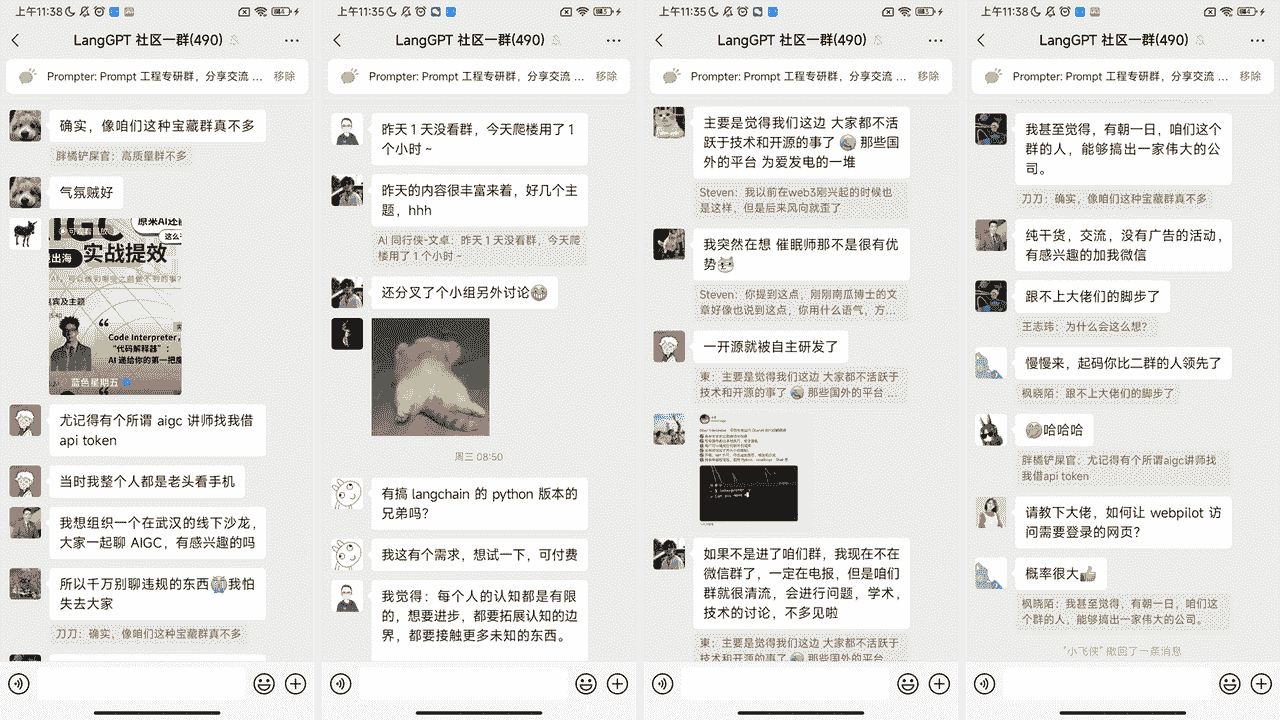 上午11:38
LangGPT 社区一群(490)
Prompter: Prompt 工程专研群，分享交流 ...
移除
确实，像咱们这种宝藏群真不多
胖橘铲屎官：高质量群不多
气氛贼好
原来AI还
这么
出海
实战提效
Code Interpreter,
“代码解释器”：
AI 递给你的第一把
蓝色星期五
尤记得有个所谓 aigc 讲师找我借
api token
当时我整个人都是老头看手机
我想组织一个在武汉的线下沙龙，
大家一起聊 AIGC，有感兴趣的吗
所以千万别聊违规的东西😭我怕
失去大家
刀刀：确实，像咱们这种宝藏群真不多
上午11:35
LangGPT 社区一群(490)
Prompter: Prompt 工程专研群，分享交流 ...
移除
昨天 1 天没看群，今天爬楼用了 1
个小时 ~
昨天的内容很丰富来着，好几个主
题，hhh
AI 同行侠-文卓：昨天 1 天没看群，今天爬
楼用了 1 个小时 ~
还分叉了个小组另外讨论😂
周三 08:50
有搞 langchain 的 python 版本的
兄弟吗？
我这有个需求，想试一下，可付费
我觉得：每个人的认知都是有限
的，想要进步，都要拓展认知的边
界，都要接触更多未知的东西。
上午11:35
LangGPT 社区一群(490)
Prompter: Prompt 工程专研群，分享交流 ...
移除
主要是觉得我们这边 大家都不活
跃于技术和开源的事了 那些国
外的平台 为爱发电的一堆
Steven：我以前在web3刚兴起的时候也
是这样，但是后来风向就歪了
我突然在想 催眠师那不是很有优
势
Steven：你提到这点，刚刚南瓜博士的文
章好像也说到这点，你用什么语气，方...
一开源就被自主研发了
東：主要是觉得我们这边 大家都不活跃于
技术和开源的事了 那些国外的平台 ...
如果不是进了咱们群，我现在不在
微信群了，一定在电报，但是咱们
群就很清流，会进行问题，学术，
技术的讨论，不多见啦
東：主要是觉得我们这边 大家都不活跃于
技术和开源的事了 那些国外的平台 ...
上午11:38
LangGPT 社区一群(490)
Prompter: Prompt 工程专研群，分享交流 ...
移除
我甚至觉得，有朝一日，咱们这个
群的人，能够搞出一家伟大的公
司。
刀刀：确实，像咱们这种宝藏群真不多
纯干货，交流，没有广告的活动，
有感兴趣的加我微信
跟不上大佬们的脚步了
王志伟：为什么会这么想？
慢慢来，起码你比二群的人领先了
枫晓陌：跟不上大佬们的脚步了
哈哈哈
胖橘铲屎官：尤记得有个所谓 aigc 讲师找
我借api token
请教下大佬，如何让 webpilot 访
问需要登录的网页？
概率很大👍
枫晓陌：我甚至觉得，有朝一日，咱们这
个群的人，能够搞出一家伟大的公司。
"小飞侠" 撤回了一条消息